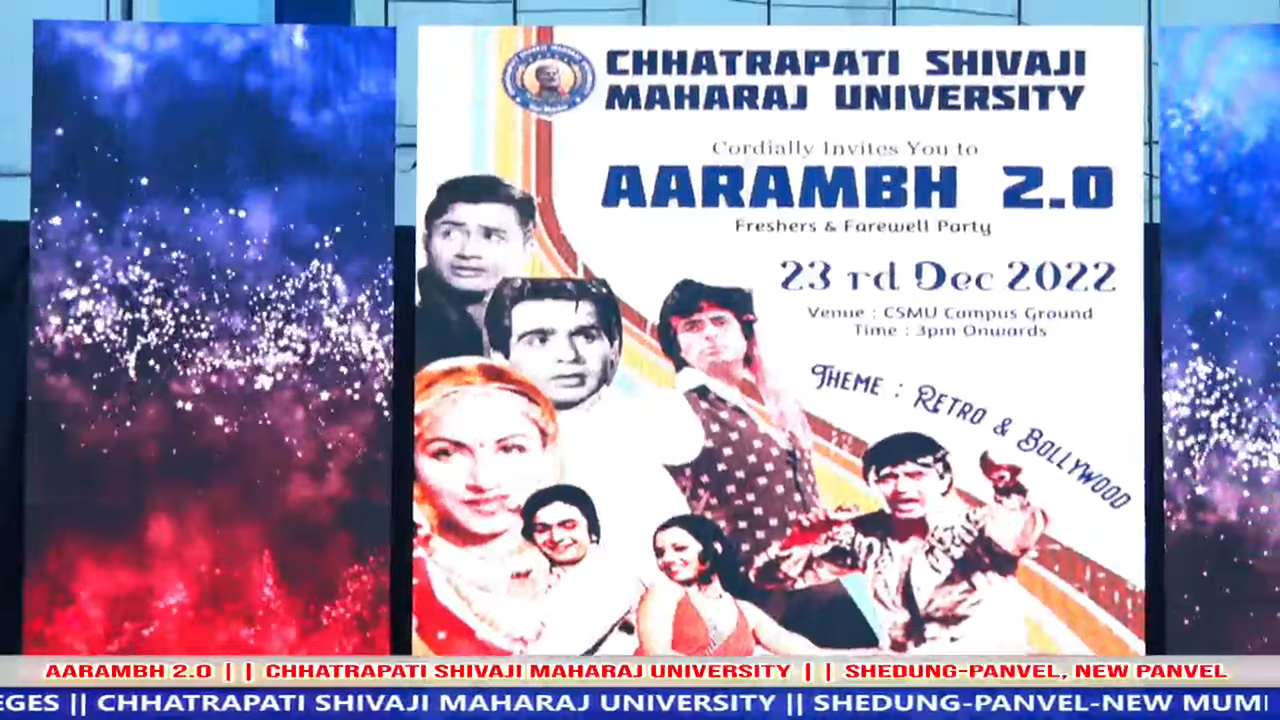 CHHATRAPATI SHIVAJI
MAHARAJ UNIVERSITY
Cordially Invites You to
AARAMBH 2.0
Freshers & Farewell Party
23 rd Dec 2022
Venue : CSMU Campus Ground
Time : 3pm Onwards
THEME : RETRO & BOLLYWOOD
AARAMBH 2.0 || CHHATRAPATI SHIVAJI MAHARAJ UNIVERSITY || SHEDUNG-PANVEL, NEW PANVEL
EGES || CHHATRAPATI SHIVAJI MAHARAJ UNIVERSITY || SHEDUNG-PANVEL-NEW MUM